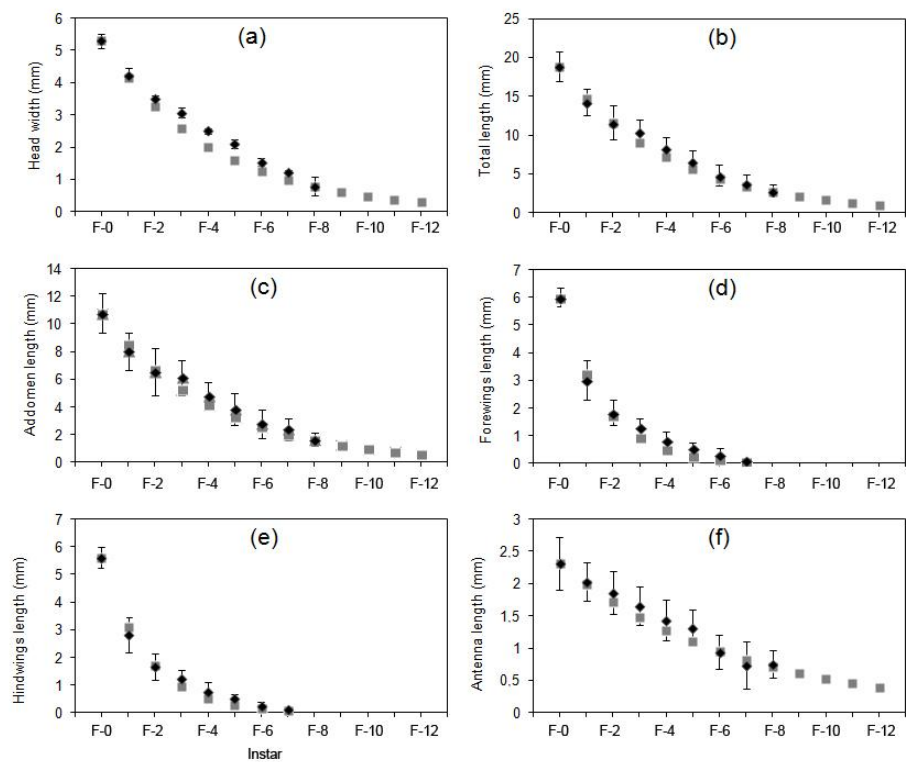 (a)
Head width (mm)
6
5
4
3
2
1
0
F-0 F-2 F-4 F-6 F-8 F-10 F-12
(b)
Total length (mm)
25
20
15
10
5
0
F-0 F-2 F-4 F-6 F-8 F-10 F-12
(c)
Addomen length (mm)
14
12
10
8
6
4
2
0
F-0 F-2 F-4 F-6 F-8 F-10 F-12
(d)
Forewings length (mm)
7
6
5
4
3
2
1
0
F-0 F-2 F-4 F-6 F-8 F-10 F-12
(e)
Hindwings length (mm)
7
6
5
4
3
2
1
0
F-0 F-2 F-4 F-6 F-8 F-10 F-12
Instar
(f)
Antenna length (mm)
3
2.5
2
1.5
1
0.5
0
F-0 F-2 F-4 F-6 F-8 F-10 F-12